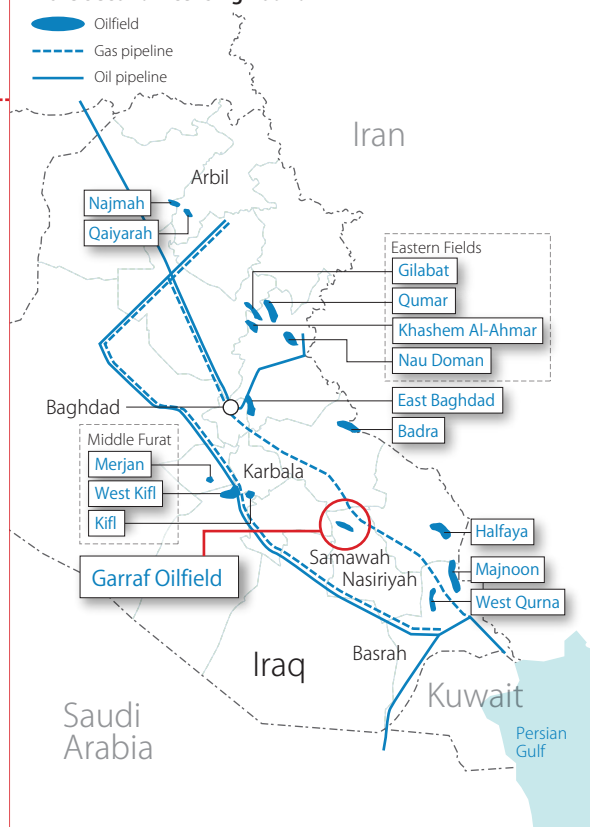 Oilfield
Gas pipeline
Oil pipeline
Iran
Arbil
Najmah
Qaiyarah
Eastern Fields
Gilabat
Qumar
Khashem Al-Ahmar
Nau Doman
East Baghdad
Baghdad
Badra
Middle Furat
Merjan
Karbala
West Kifl
Kifl
Halfaya
Samawah
Nasiriyah
Majnoon
Garraf Oilfield
West Qurna
Basrah
Iraq
Kuwait
Saudi
Arabia
Persian
Gulf